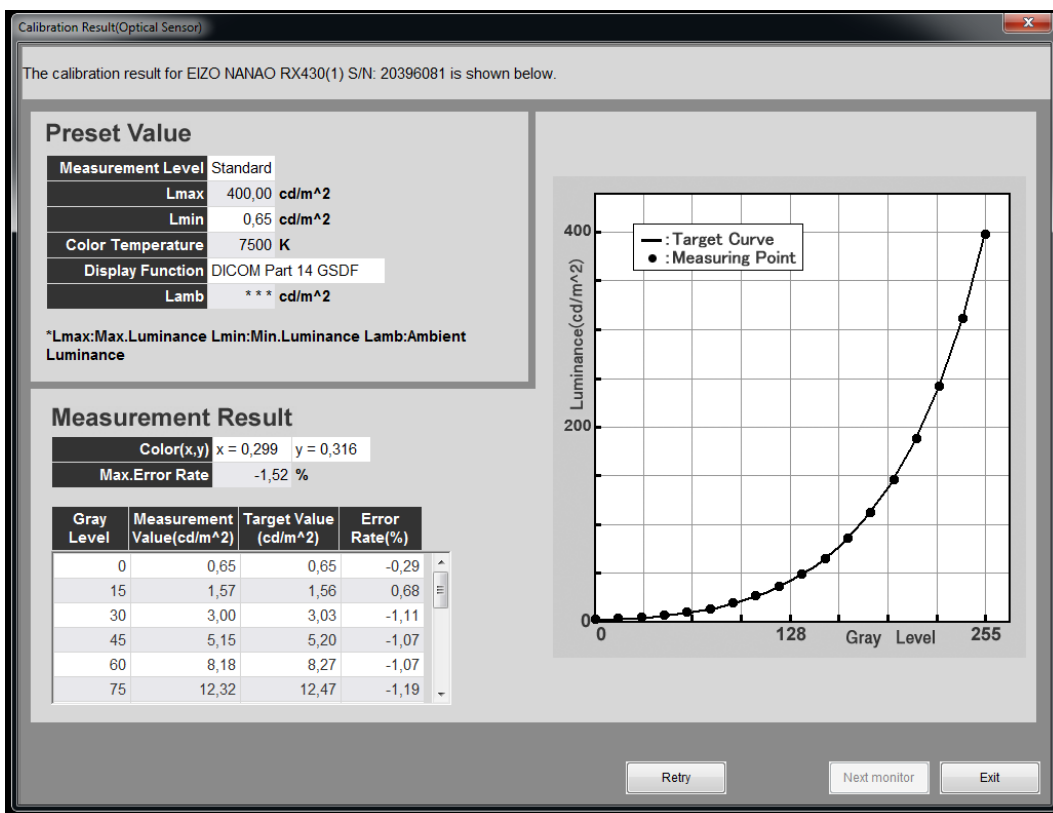 Calibration Result(Optical Sensor)
The calibration result for EIZO NANAO RX430(1) S/N: 20396081 is shown below.
Preset Value
Measurement Level Standard
Lmax 400,00 cd/m^2
Lmin 0,65 cd/m^2
Color Temperature 7500 K
Display Function DICOM Part 14 GSDF
Lamb * * * cd/m^2
*Lmax:Max.Luminance Lmin:Min.Luminance Lamb:Ambient
Luminance
Measurement Result
Color(x,y) x = 0,299 y = 0,316
Max.Error Rate -1,52 %
Gray Measurement Target Value Error
Level Value(cd/m^2) (cd/m^2) Rate(%)
0 0,65 0,65 -0,29
15 1,57 1,56 0,68
30 3,00 3,03 -1,11
45 5,15 5,20 -1,07
60 8,18 8,27 -1,07
75 12,32 12,47 -1,19
400
: Target Curve
: Measuring Point
Luminance(cd/m^2)
200
0
0 128 Gray Level 255
Retry Next monitor Exit